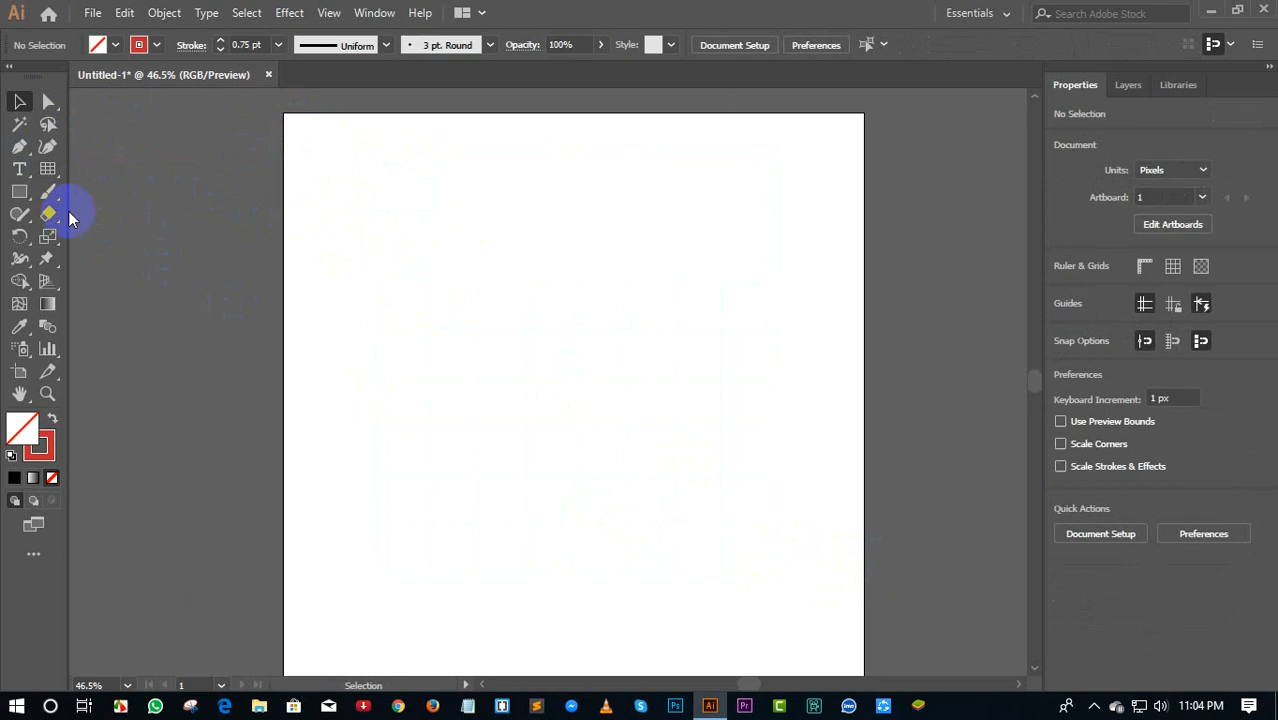 Ai File Edit Object Type Select Effect View Window Help Essentials Search Adobe Stock
No Selection Stroke: 0.75 pt Uniform 3 pt. Round Opacity: 100% Style: Document Setup Preferences
Untitled-1* @ 46.5% (RGB/Preview)
Properties Layers Libraries
No Selection
Document
Units: Pixels
Artboard: 1
Edit Artboards
Ruler & Grids
Guides
Snap Options
Preferences
Keyboard Increment: 1 px
Use Preview Bounds
Scale Corners
Scale Strokes & Effects
Quick Actions
Document Setup Preferences
46.5% 1 Selection
Ps Ai Pr 11:04 PM